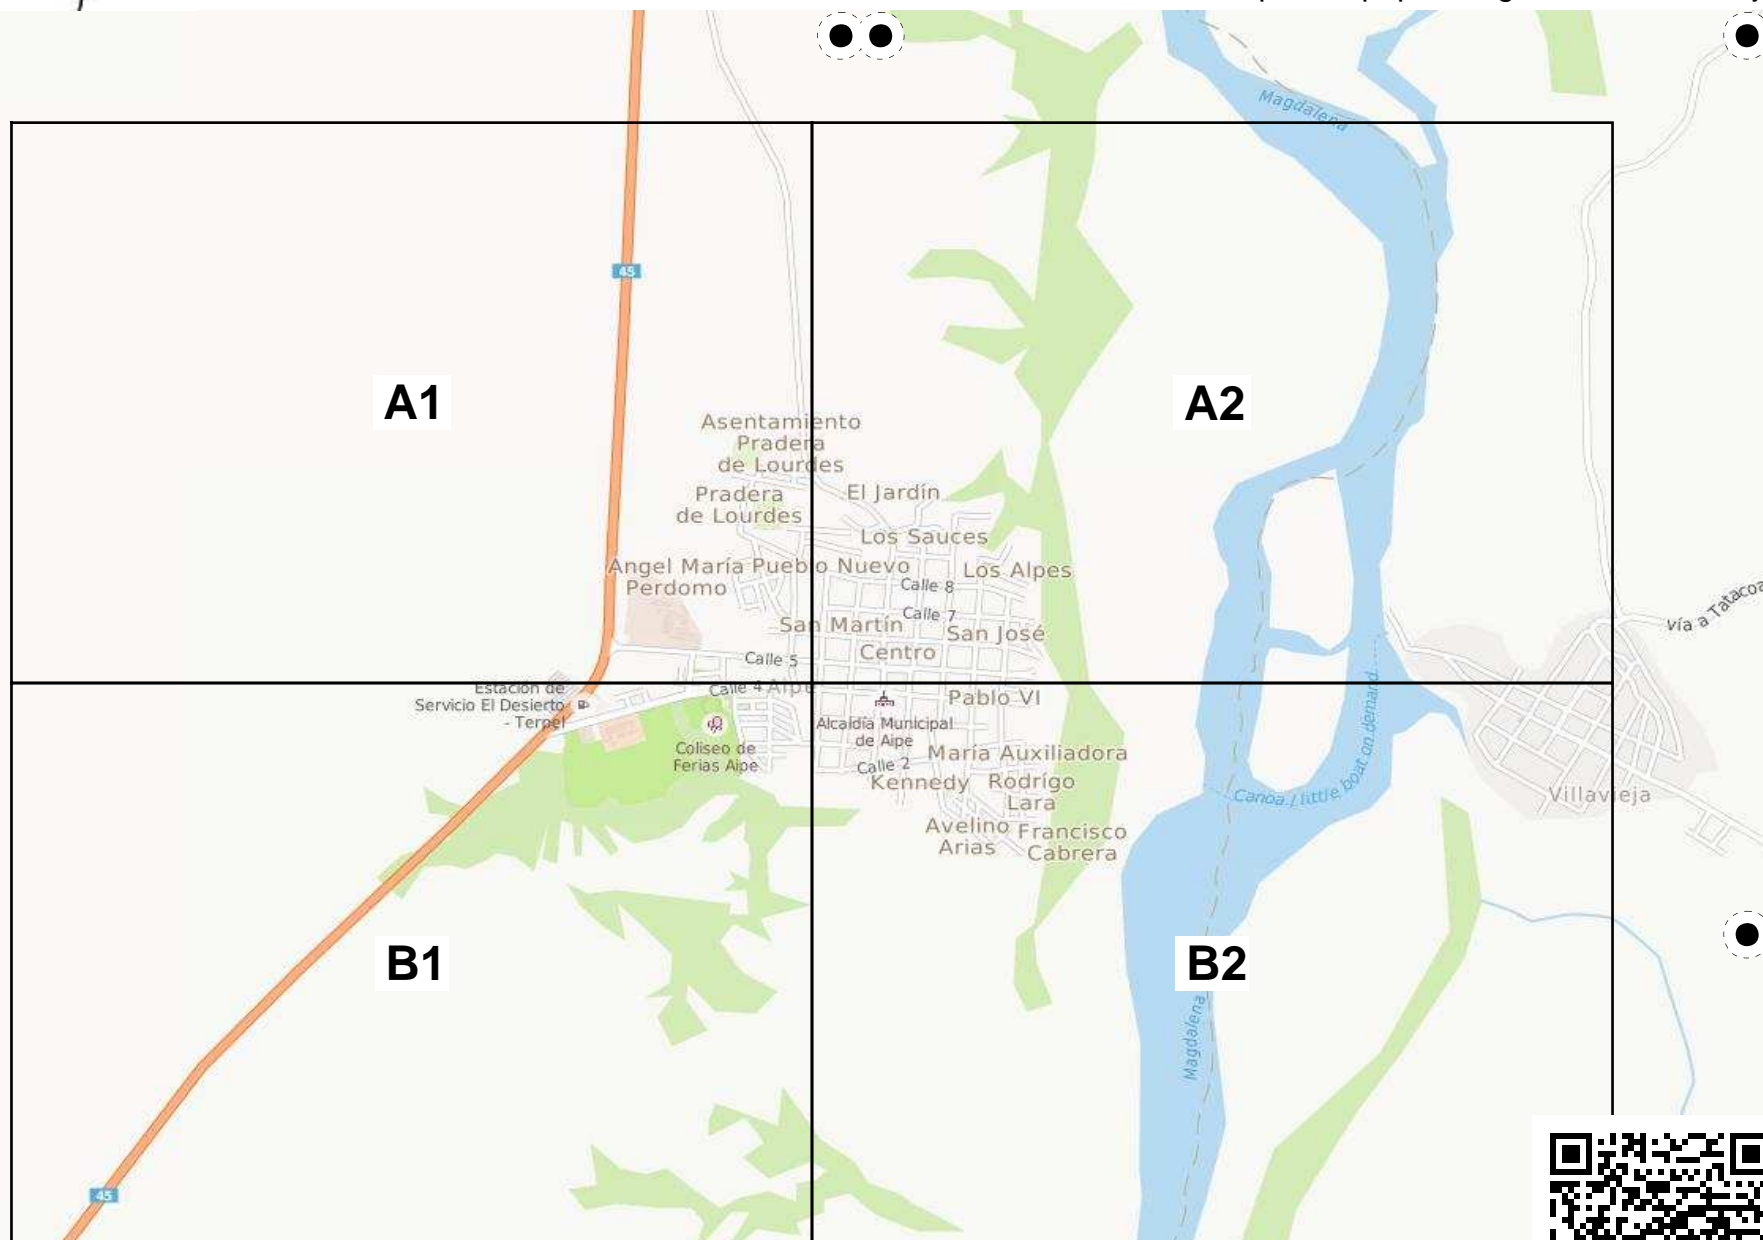 Magdalena
45
A1
A2
Asentamiento
Pradera
de Lourdes
Pradera
de Lourdes
El Jardín
Los Sauces
Ángel María
Perdomo
Pueblo Nuevo
Los Alpes
Calle 8
Calle 7
San Martín
San José
Centro
Calle 5
vía a Tatacoa
Calle 4
Aipe
Estación de
Servicio El Desierto
- Terpel
Pablo VI
Alcaldía Municipal
de Aipe
Coliseo de
Ferias Aipe
María Auxiliadora
Calle 2
Kennedy
Rodrígo
Lara
Canoa / little boat on demand
Villavieja
Avelino
Arias
Francisco
Cabrera
B1
B2
Magdalena
45